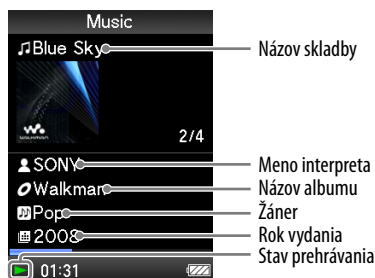 Music
Blue Sky
Názov skladby
WALKMAN
2/4
SONY
Meno interpreta
Walkman
Názov albumu
Pop
Žáner
2008
Rok vydania
Stav prehrávania
01:31